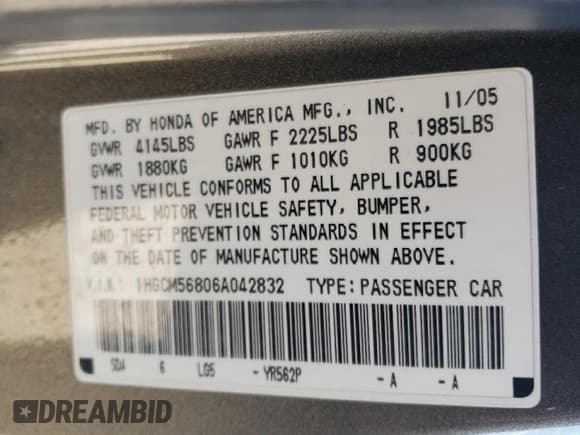 MFD. BY HONDA OF AMERICA MFG., INC. 11/05
GVWR 4145LBS GAWR F 2225LBS R 1985LBS
GVWR 1880KG GAWR F 1010KG R 900KG
THIS VEHICLE CONFORMS TO ALL APPLICABLE
FEDERAL MOTOR VEHICLE SAFETY, BUMPER,
AND THEFT PREVENTION STANDARDS IN EFFECT
ON THE DATE OF MANUFACTURE SHOWN ABOVE.
V.I.N.: 1HGCM56806A042832 TYPE:PASSENGER CAR
SDA 6 LG5 - YR562P - A - A
DREAMBID